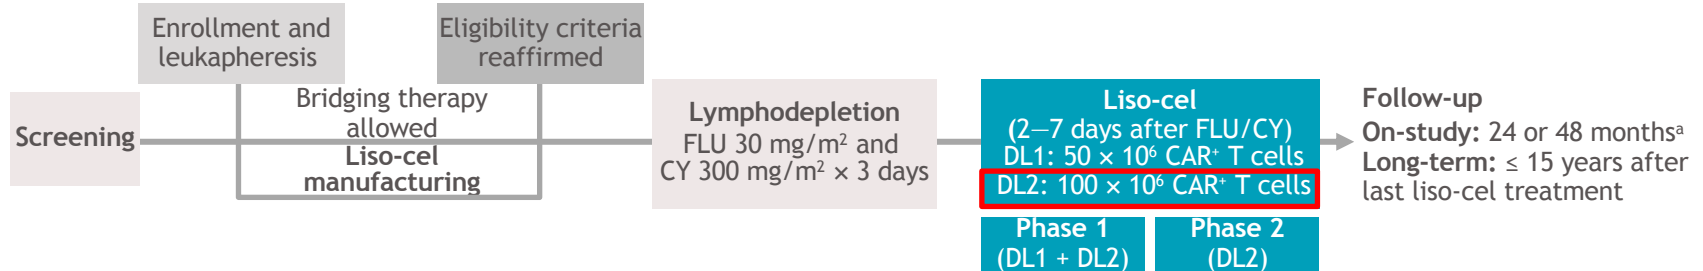 Screening
Enrollment and
leukapheresis
Eligibility criteria
reaffirmed
Bridging therapy
allowed
Liso-cel
manufacturing
Lymphodepletion
FLU 30 mg/m² and
CY 300 mg/m² × 3 days
Liso-cel
(2—7 days after FLU/CY)
DL1: 50 × 10⁶ CAR⁺ T cells
DL2: 100 × 10⁶ CAR⁺ T cells
Phase 1
(DL1 + DL2)
Phase 2
(DL2)
Follow-up
On-study: 24 or 48 monthsᵃ
Long-term: ≤ 15 years after
last liso-cel treatment